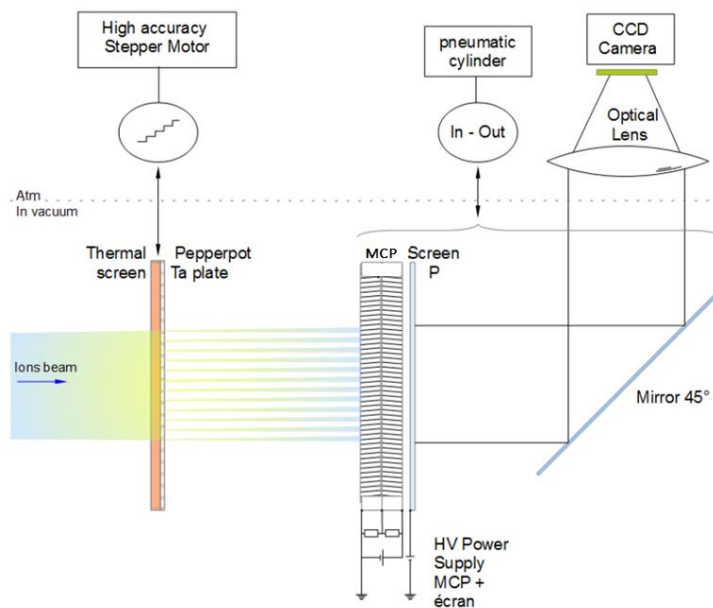 High accuracy
Stepper Motor
pneumatic
cylinder
CCD
Camera
In - Out
Optical
Lens
Atm
In vacuum
Thermal
screen
Pepperpot
Ta plate
MCP
Screen
P
Ions beam
Mirror 45°
HV Power
Supply
MCP +
écran